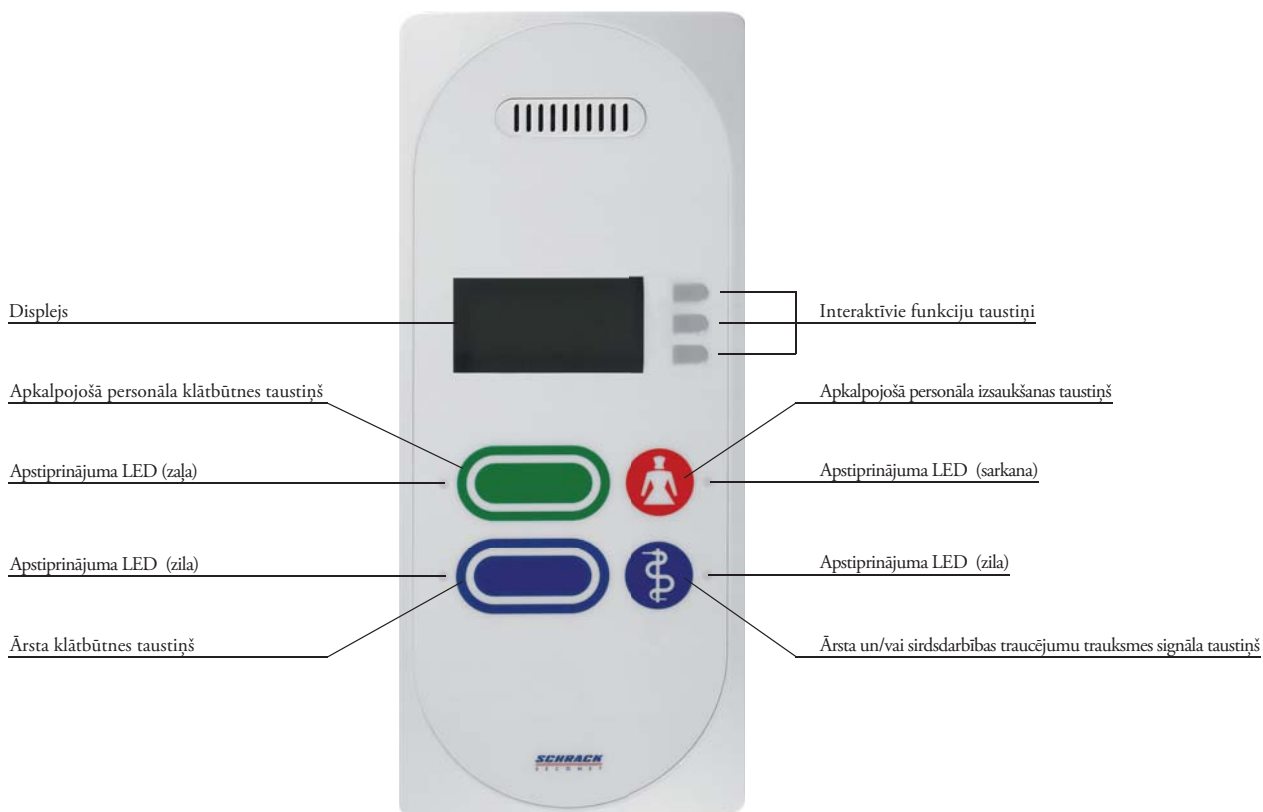 Displejs
Interaktīvie funkciju taustiņi
Apkalpojošā personāla klātbūtnes taustiņš
Apkalpojošā personāla izsaukšanas taustiņš
Apstiprinājuma LED (zaļa)
Apstiprinājuma LED (sarkana)
Apstiprinājuma LED (zila)
Apstiprinājuma LED (zila)
Ārsta klātbūtnes taustiņš
Ārsta un/vai sirdsdarbības traucējumu trauksmes signāla taustiņš
SCHRACK
SECONET